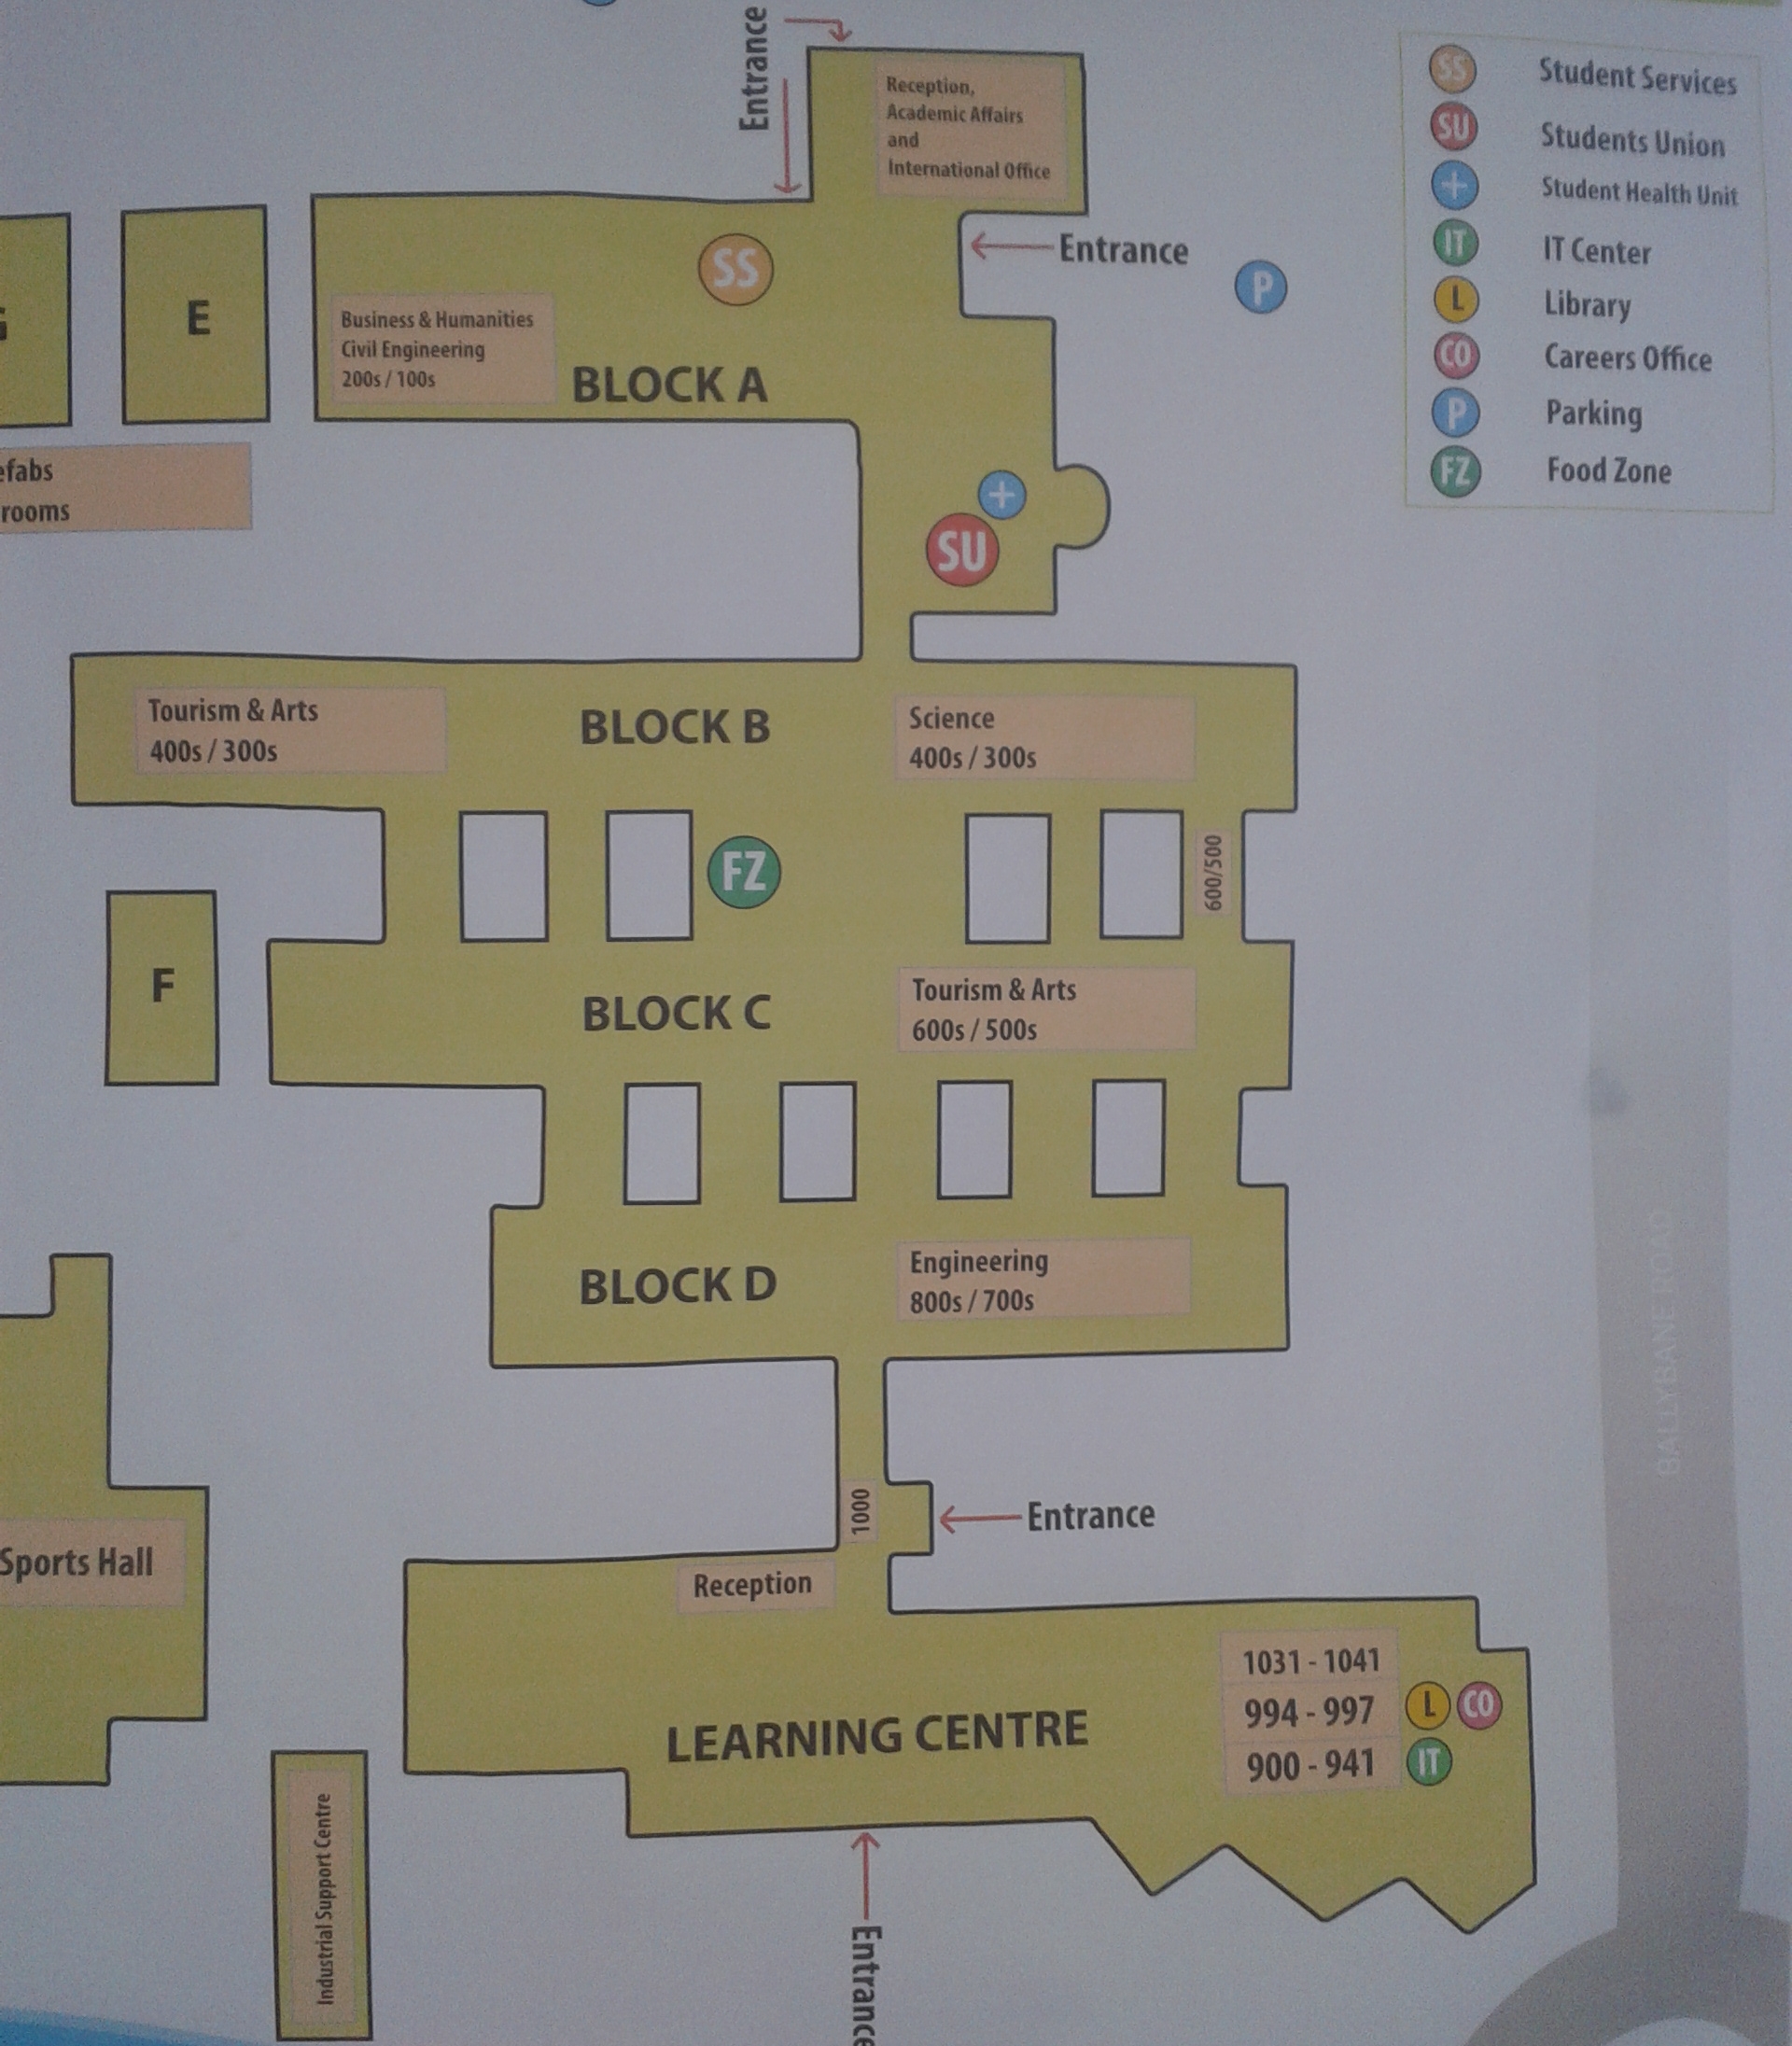 Entrance
Reception,
Academic Affairs
and
International Office
SS Student Services
SU Students Union
+ Student Health Unit
IT IT Center
L Library
CO Careers Office
P Parking
FZ Food Zone
Entrance
P
SS
E
Business & Humanities
Civil Engineering
200s / 100s
BLOCK A
efabs
rooms
+
SU
Tourism & Arts
400s / 300s
BLOCK B
Science
400s / 300s
FZ
600/500
F
BLOCK C
Tourism & Arts
600s / 500s
BLOCK D
Engineering
800s / 700s
BALLYBANE ROAD
1000
Entrance
Sports Hall
Reception
LEARNING CENTRE
1031 - 1041
994 - 997 L CO
900 - 941 IT
Industrial Support Centre
Entrance